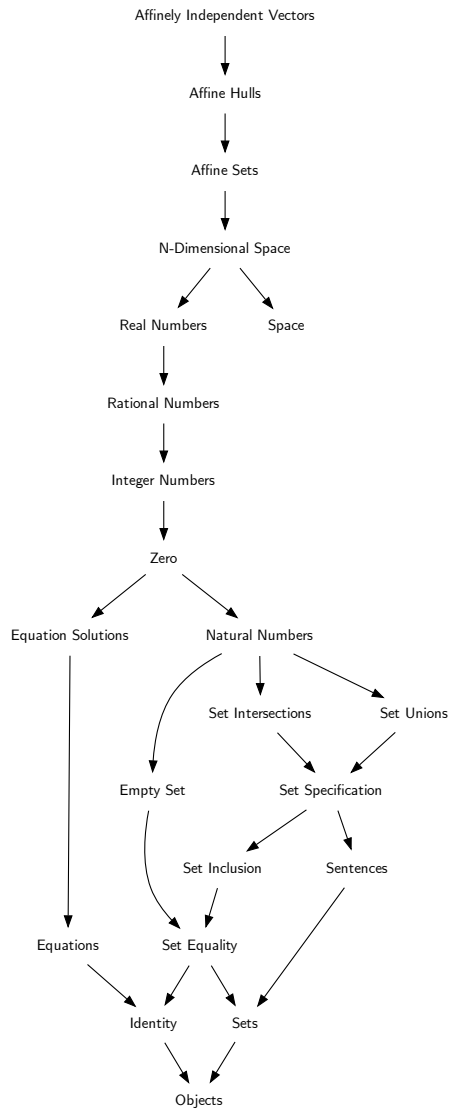 Affinely Independent Vectors
Affine Hulls
Affine Sets
N-Dimensional Space
Real Numbers
Space
Rational Numbers
Integer Numbers
Zero
Equation Solutions
Natural Numbers
Set Intersections
Set Unions
Empty Set
Set Specification
Set Inclusion
Sentences
Equations
Set Equality
Identity
Sets
Objects